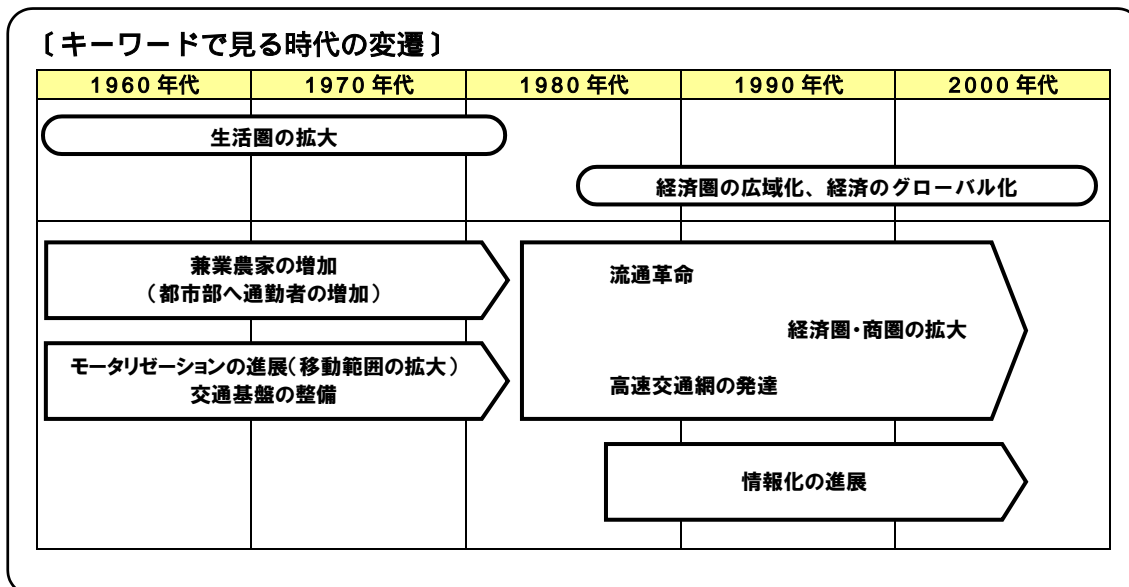 〔キーワードで見る時代の変遷〕
1960年代 1970年代 1980年代 1990年代 2000年代
生活圏の拡大
経済圏の広域化、経済のグローバル化
兼業農家の増加
（都市部へ通勤者の増加）
流通革命
経済圏・商圏の拡大
モータリゼーションの進展（移動範囲の拡大）
交通基盤の整備
高速交通網の発達
情報化の進展